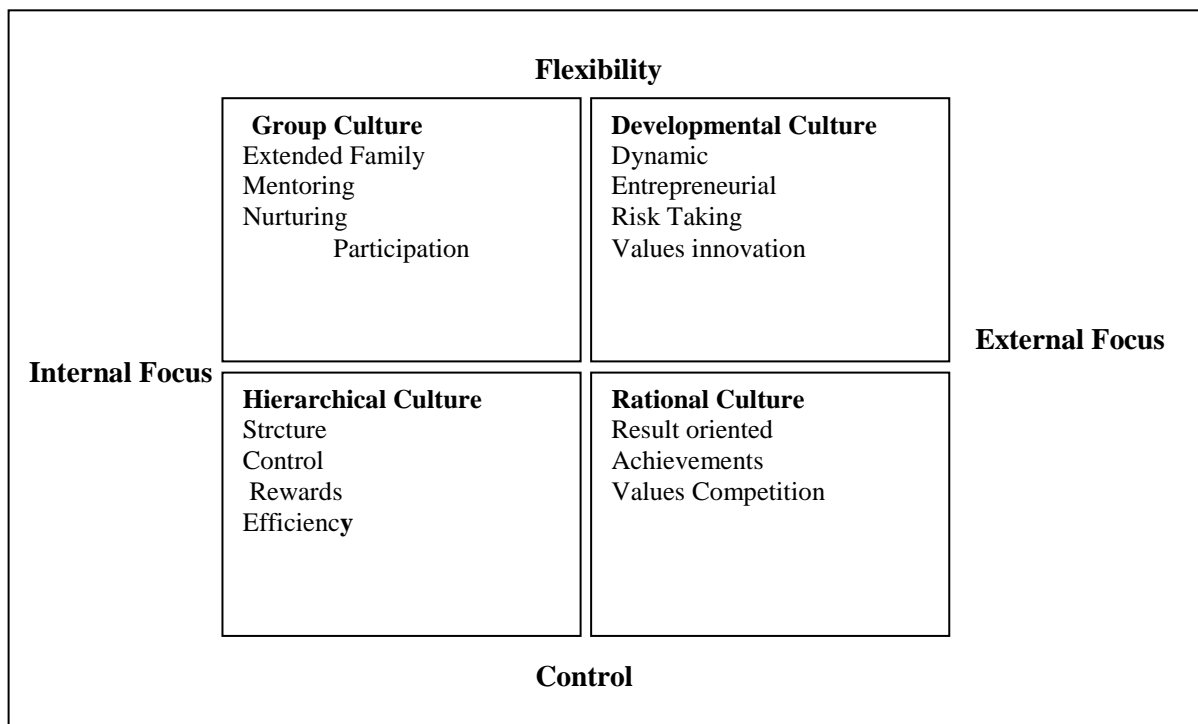 Flexibility
Group Culture
Extended Family
Mentoring
Nurturing
Participation
Developmental Culture
Dynamic
Entrepreneurial
Risk Taking
Values innovation
Internal Focus
External Focus
Hierarchical Culture
Strcture
Control
Rewards
Efficiency
Rational Culture
Result oriented
Achievements
Values Competition
Control